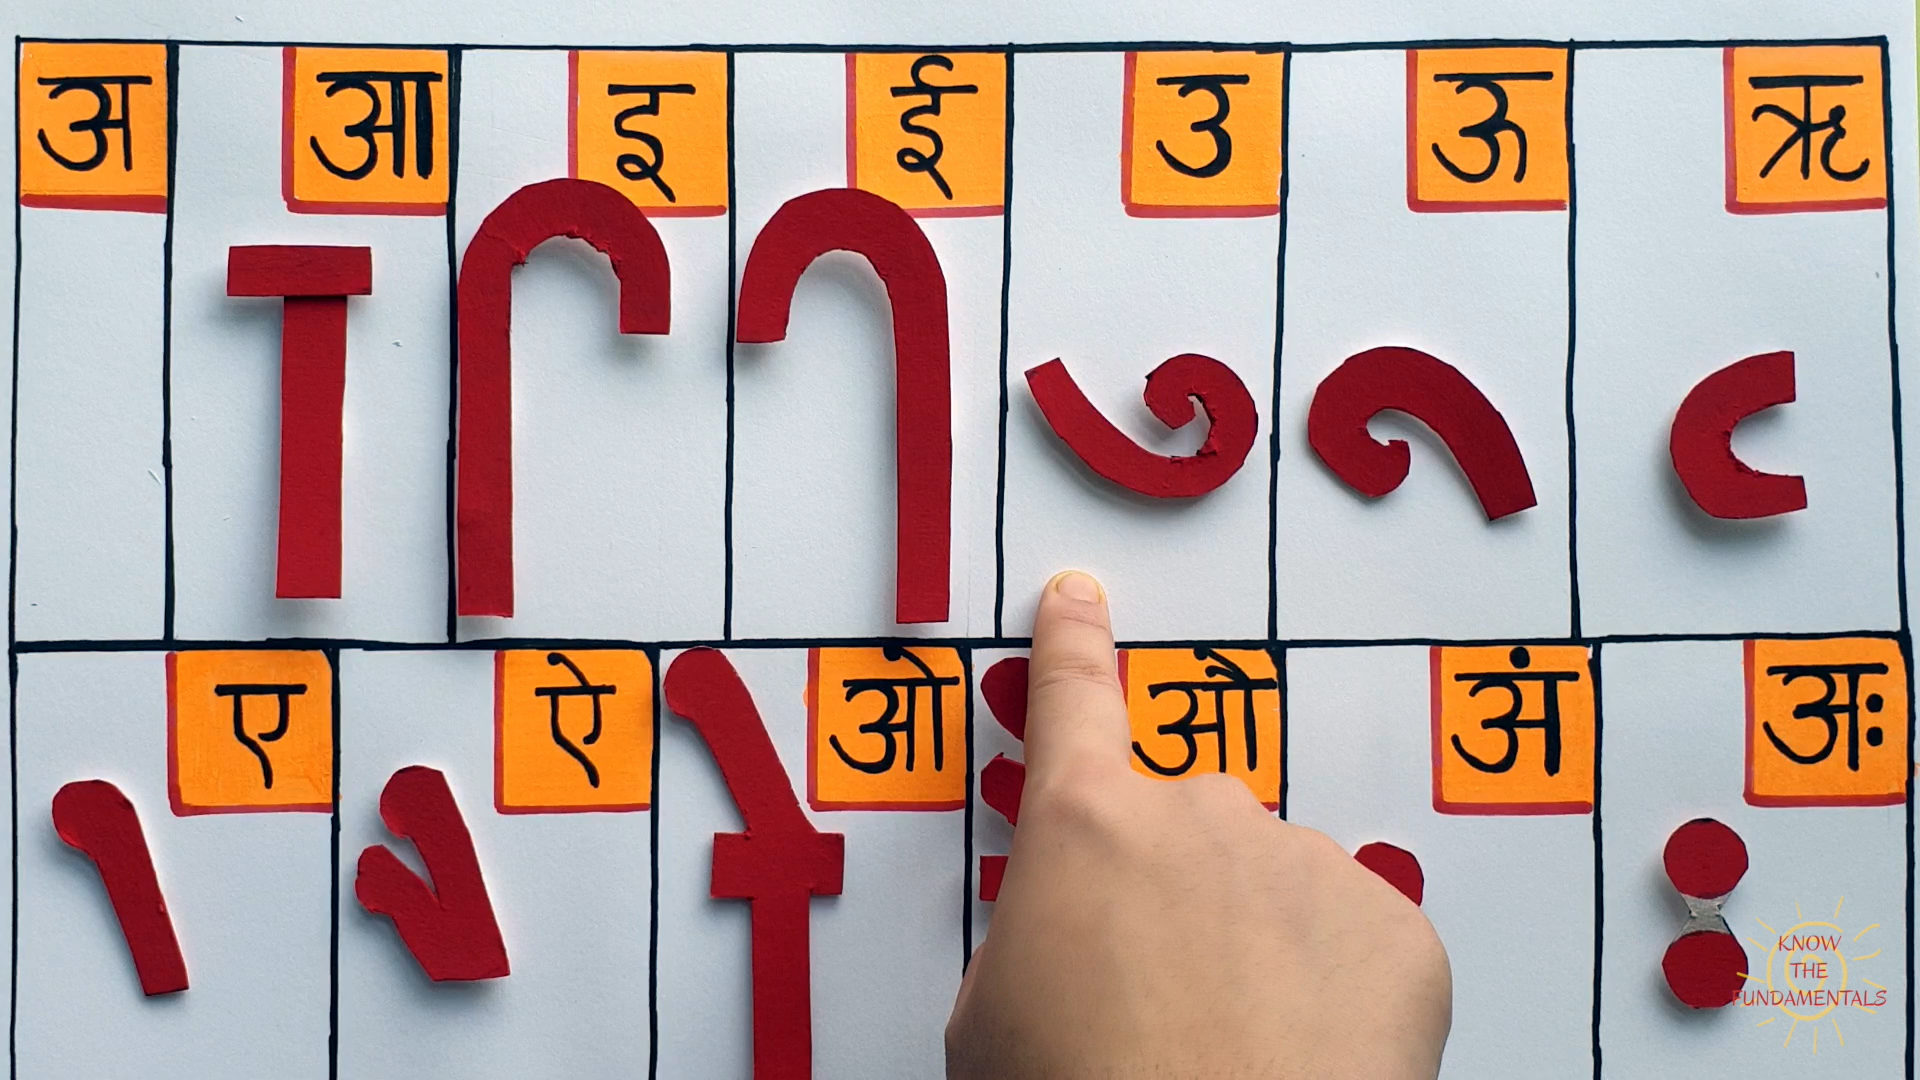 अ आ इ ई उ ऊ ऋ
ए ऐ ओ औ अं अः
KNOW
THE
FUNDAMENTALS